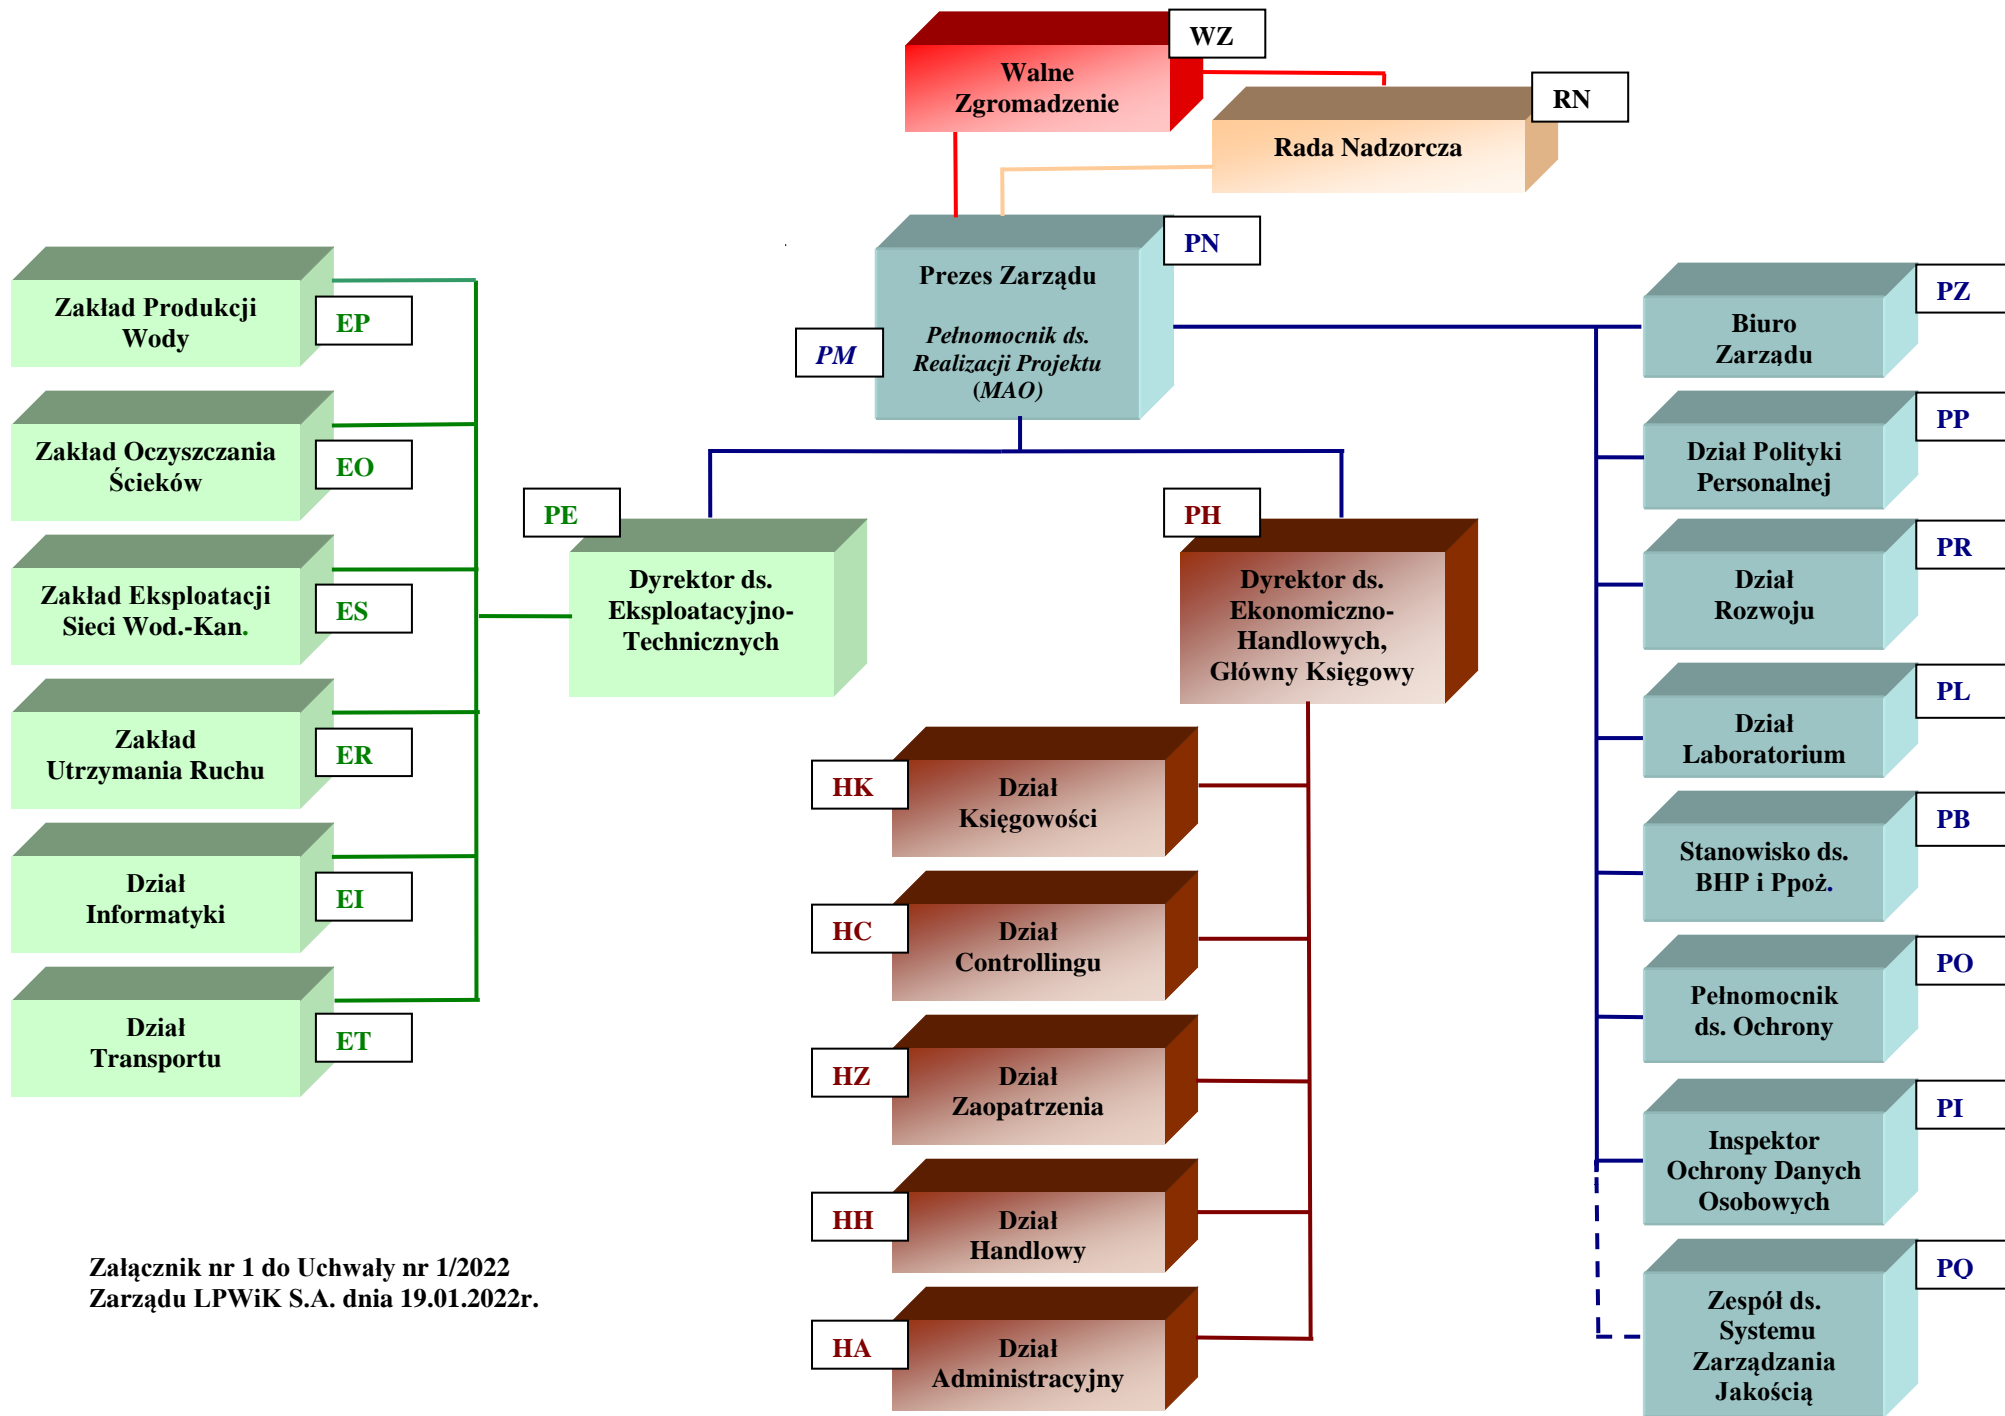 WZ
Walne
Zgromadzenie
RN
Rada Nadzorcza
PN
Prezes Zarządu
Pełnomocnik ds.
Realizacji Projektu
(MAO)
PM
Zakład Produkcji
Wody
EP
Zakład Oczyszczania
Ścieków
EO
Zakład Eksploatacji
Sieci Wod.-Kan.
ES
Zakład
Utrzymania Ruchu
ER
Dział
Informatyki
EI
Dział
Transportu
ET
PE
Dyrektor ds.
Eksploatacyjno-
Technicznych
PH
Dyrektor ds.
Ekonomiczno-
Handlowych,
Główny Księgowy
HK
Dział
Księgowości
HC
Dział
Controllingu
HZ
Dział
Zaopatrzenia
HH
Dział
Handlowy
HA
Dział
Administracyjny
PZ
Biuro
Zarządu
PP
Dział Polityki
Personalnej
PR
Dział
Rozwoju
PL
Dział
Laboratorium
PB
Stanowisko ds.
BHP i Ppoż.
PO
Pełnomocnik
ds. Ochrony
PI
Inspektor
Ochrony Danych
Osobowych
PQ
Zespół ds.
Systemu
Zarządzania
Jakością
Załącznik nr 1 do Uchwały nr 1/2022
Zarządu LPWiK S.A. dnia 19.01.2022r.